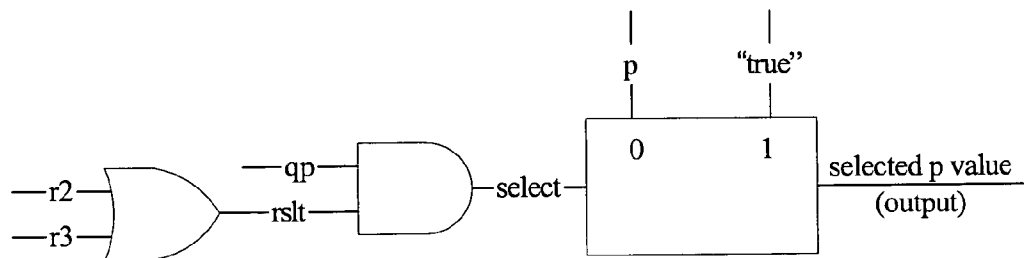 p
“true”
0
1
qp
select
selected p value
(output)
r2
rslt
r3